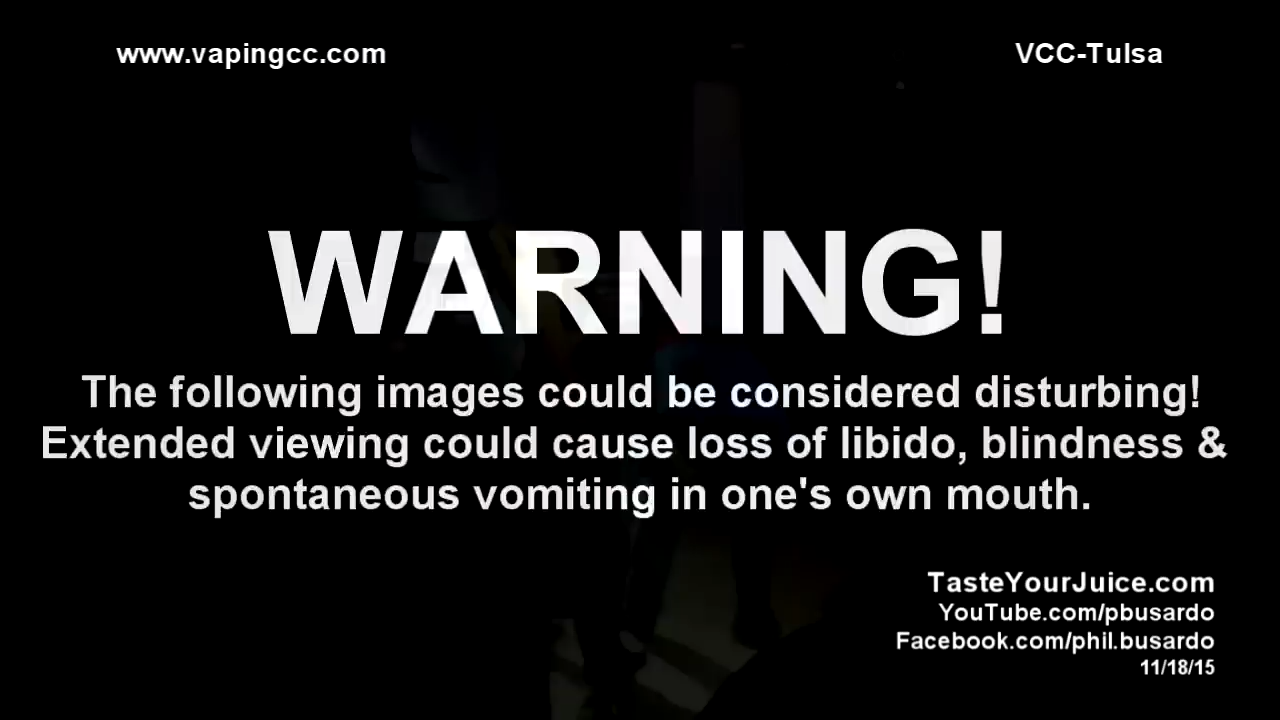 www.vapingcc.com
VCC-Tulsa
WARNING!
The following images could be considered disturbing!
Extended viewing could cause loss of libido, blindness &
spontaneous vomiting in one's own mouth.
TasteYourJuice.com
YouTube.com/pbusardo
Facebook.com/phil.busardo
11/18/15